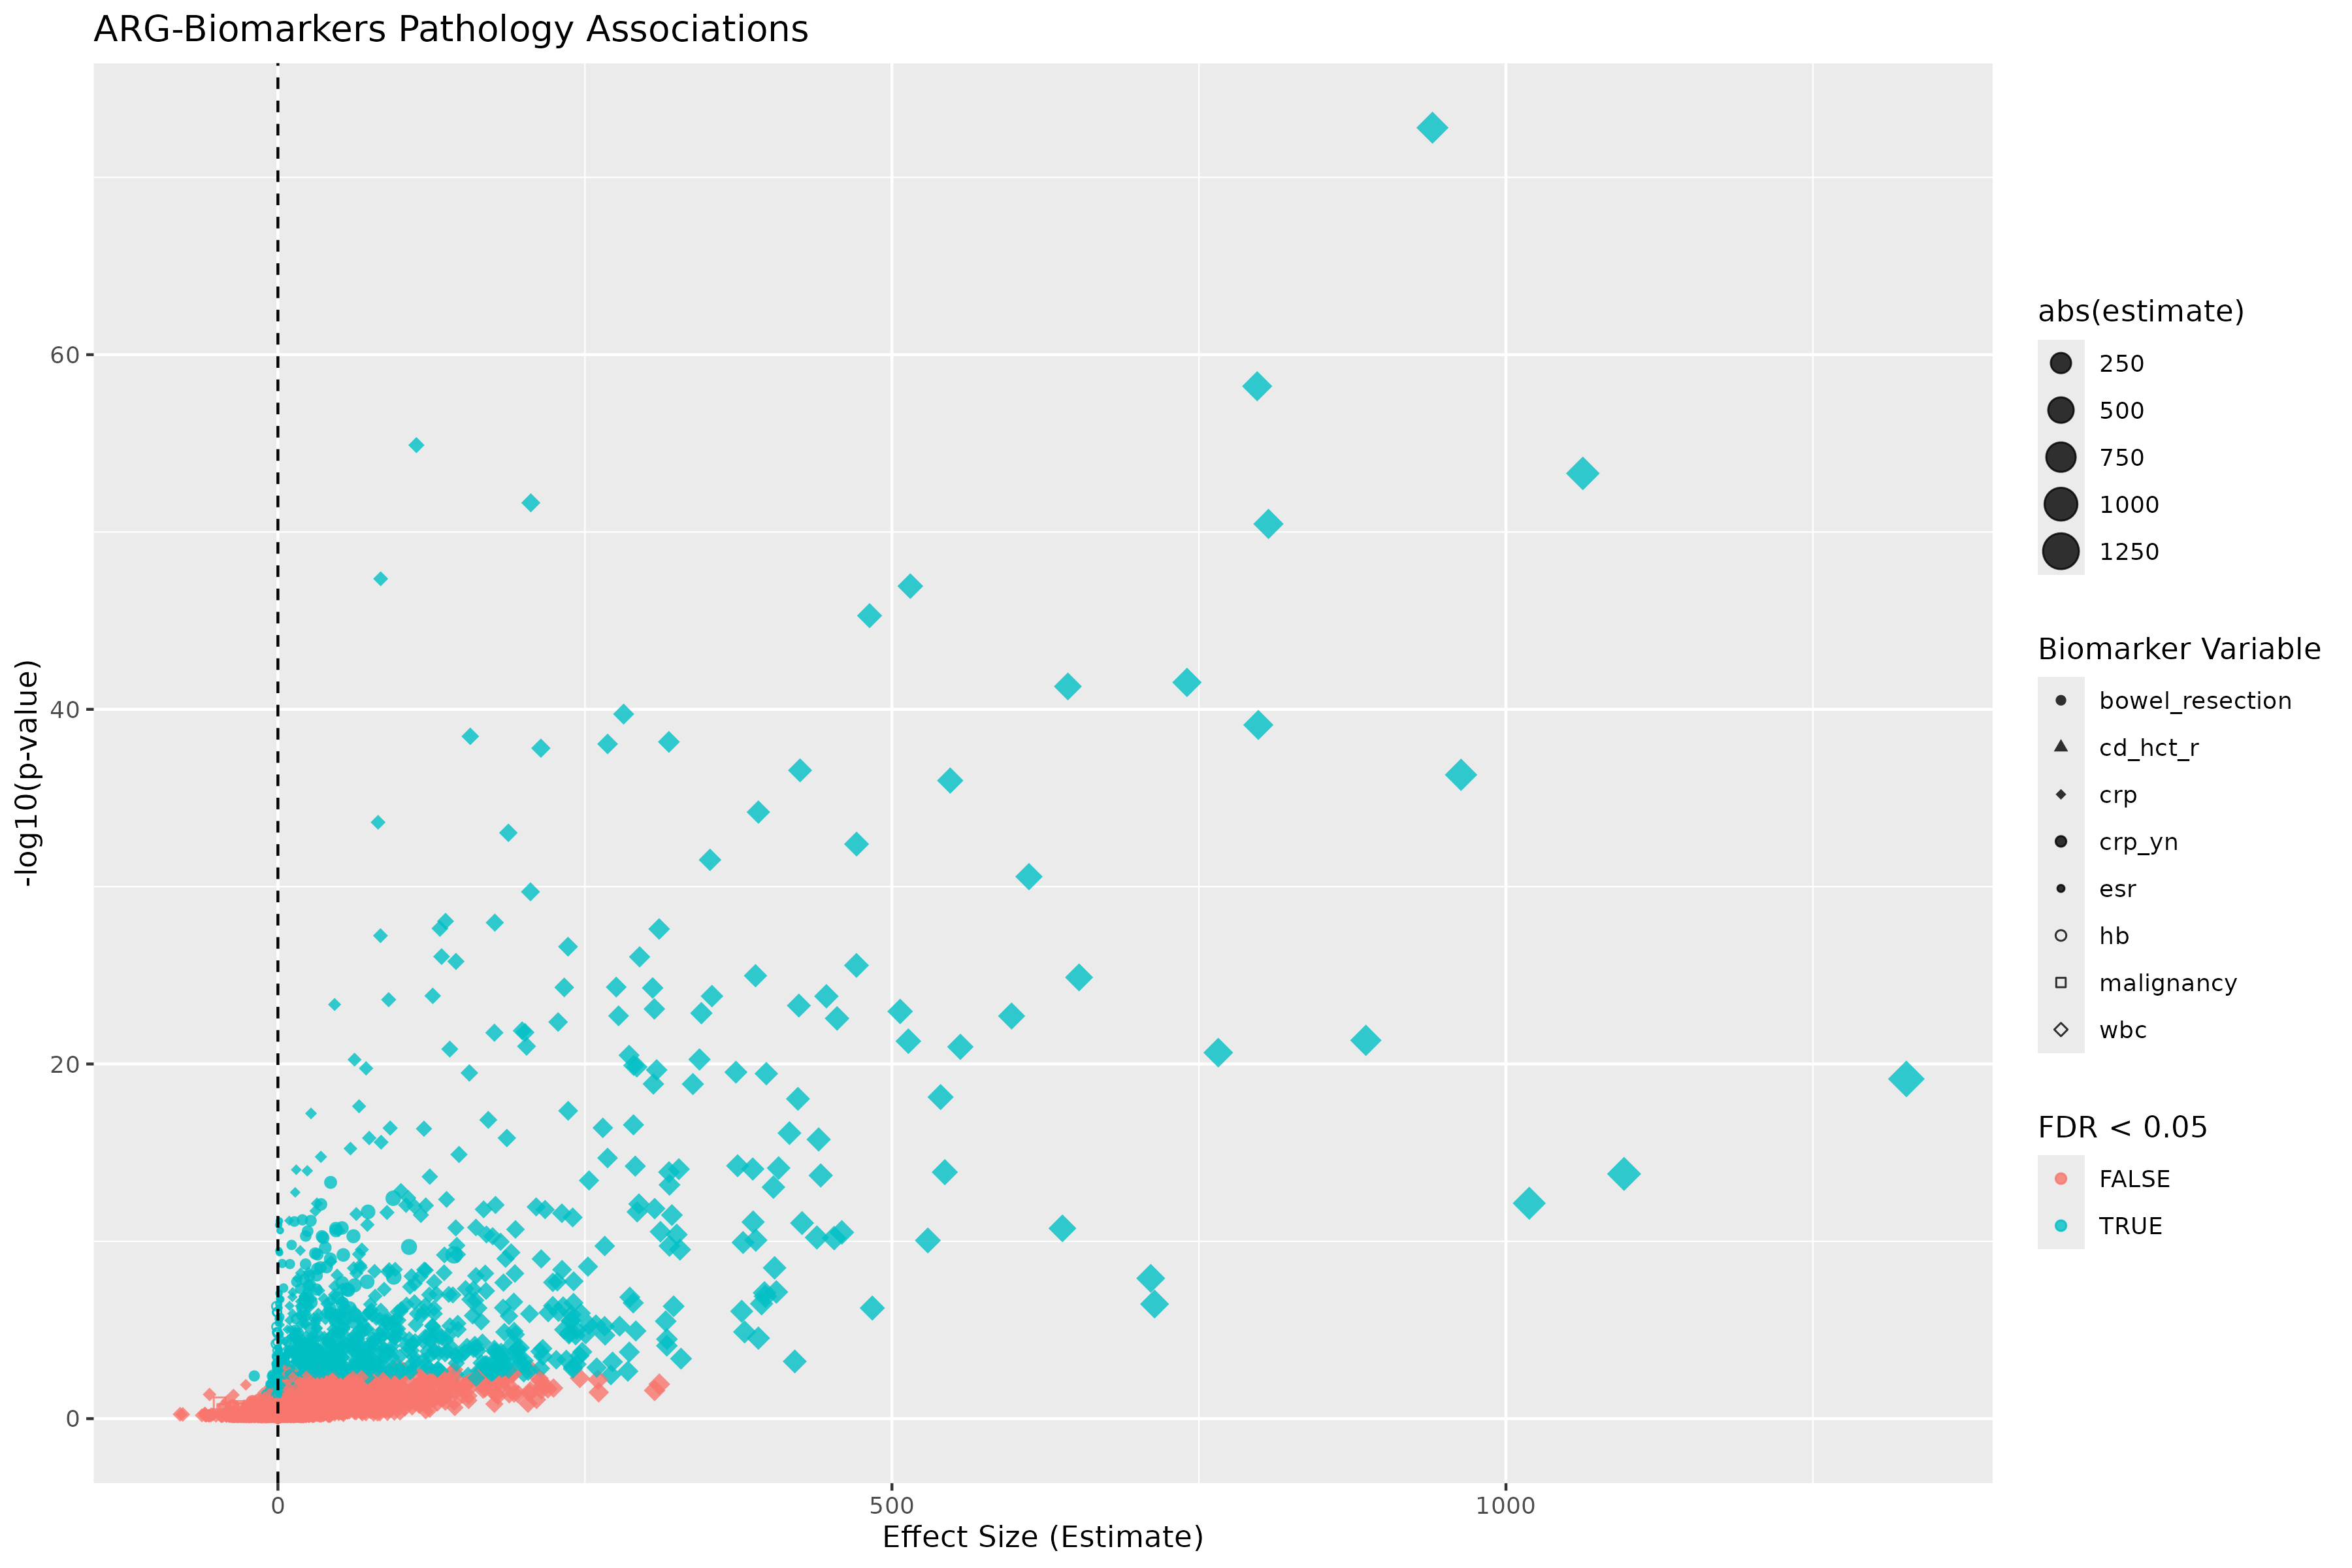 ARG-Biomarkers Pathology Associations
-log10(p-value)
60
40
20
0
0
500
1000
Effect Size (Estimate)
abs(estimate)
250
500
750
1000
1250
Biomarker Variable
bowel_resection
cd_hct_r
crp
crp_yn
esr
hb
malignancy
wbc
FDR < 0.05
FALSE
TRUE